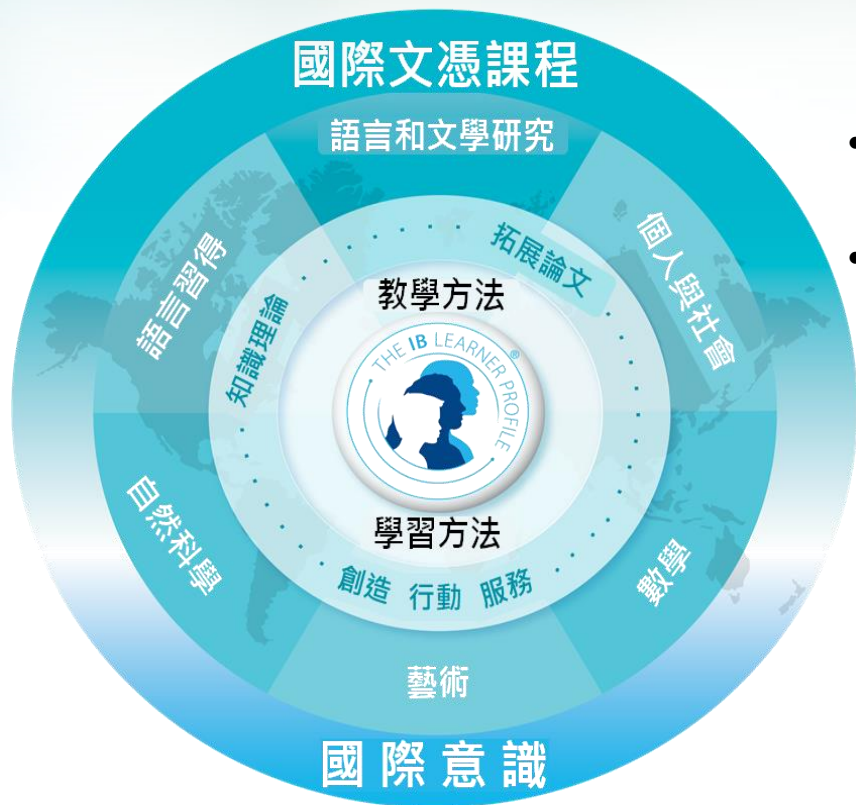 國際文憑課程
語言和文學研究
語言習得
個人與社會
知識理論
拓展論文
教學方法
THE IB LEARNER PROFILE®
學習方法
自然科學
數學
創造 行動 服務
藝術
國際意識